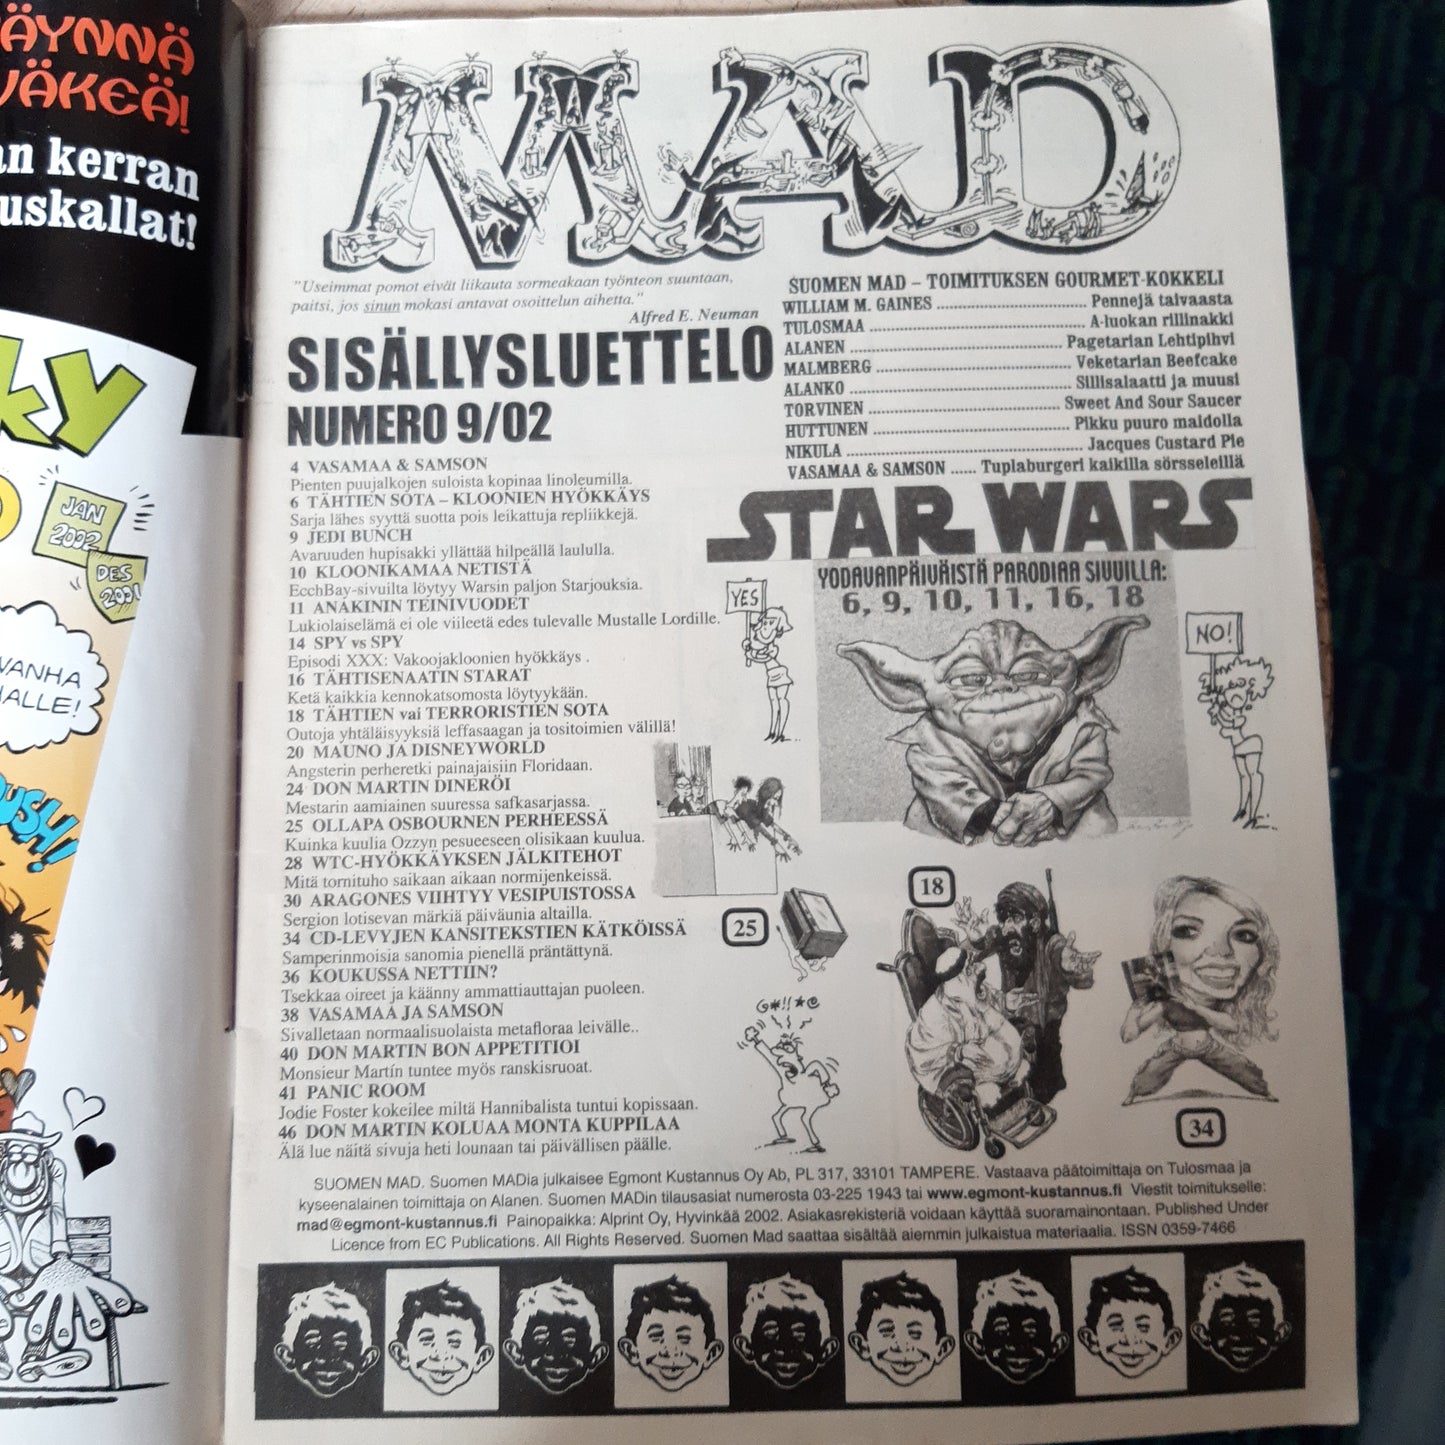 ÄYNNÄ
VÄKEÄ!
an kerran
uskallat!
ky
JAN
2002
DES
2001
VANHA
HALLE!
USH!
MAD
"Useimmat pomot eivät liikauta sormeakaan työnteon suuntaan,
paitsi, jos sinun mokasi antavat osoittelun aihetta."
Alfred E. Neuman
SISÄLLYSLUETTELO
NUMERO 9/02
4 VASAMAA & SAMSON
Pienten puujalkojen suloista kopinaa linoleumilla.
6 TÄHTIEN SOTA – KLOONIEN HYÖKKÄYS
Sarja lähes syyttä suotta pois leikattuja repliikkejä.
9 JEDI BUNCH
Avaruuden hupisakki yllättää hilpeällä laululla.
10 KLOONIKAMAA NETISTÄ
EcchBay-sivuilta löytyy Warsin paljon Starjouksia.
11 ANAKININ TEINIVUODET
Lukiolaiselämä ei ole viileetä edes tulevalle Mustalle Lordille.
14 SPY vs SPY
Episodi XXX: Vakoojakloonien hyökkäys .
16 TÄHTISENAATIN STARAT
Ketä kaikkia kennokatsomosta löytyykään.
18 TÄHTIEN vai TERRORISTIEN SOTA
Outoja yhtäläisyyksiä leffasaagan ja tositoimien välillä!
20 MAUNO JA DISNEYWORLD
Angsterin perheretki painajaisiin Floridaan.
24 DON MARTIN DINERÖI
Mestarin aamiainen suuressa safkasarjassa.
25 OLLAPA OSBOURNEN PERHEESSÄ
Kuinka kuulia Ozzyn pesueeseen olisikaan kuulua.
28 WTC-HYÖKKÄYKSEN JÄLKITEHOT
Mitä tornituho saikaan aikaan normijenkeissä.
30 ARAGONES VIIHTYY VESIPUISTOSSA
Sergion lotisevan märkiä päiväunia altailla.
34 CD-LEVYJEN KANSITEKSTIEN KÄTKÖISSÄ
Samperinmoisia sanomia pienellä präntättynä.
36 KOUKUSSA NETTIIN?
Tsekkaa oireet ja käänny ammattiauttajan puoleen.
38 VASAMAA JA SAMSON
Sivalletaan normaalisuolaista metafloraa leivälle..
40 DON MARTIN BON APPETITIOI
Monsieur Martín tuntee myös ranskisruoat.
41 PANIC ROOM
Jodie Foster kokeilee miltä Hannibalista tuntui kopissaan.
46 DON MARTIN KOLUAA MONTA KUPPILAA
Älä lue näitä sivuja heti lounaan tai päivällisen päälle.
SUOMEN MAD – TOIMITUKSEN GOURMET-KOKKELI
WILLIAM M. GAINES ........................ Pennejä taivaasta
TULOSMAA ........................ A-luokan rillinakki
ALANEN ........................ Pagetarian Lehtipihvi
MALMBERG ........................ Veketarian Beefcake
ALANKO ........................ Sillisalaatti ja muusi
TORVINEN ........................ Sweet And Sour Saucer
HUTTUNEN ........................ Pikku puuro maidolla
NIKULA ........................ Jacques Custard Pie
VASAMAA & SAMSON ...... Tuplaburgeri kaikilla sörsseleillä
STAR WARS
YODAVANPÄIVÄISTÄ PARODIAA SIVUILLA:
6, 9, 10, 11, 16, 18
YES
NO!
25
18
34
@*!!*@
SUOMEN MAD. Suomen MADia julkaisee Egmont Kustannus Oy Ab, PL 317, 33101 TAMPERE. Vastaava päätoimittaja on Tulosmaa ja
kyseenalainen toimittaja on Alanen. Suomen MADin tilausasiat numerosta 03-225 1943 tai www.egmont-kustannus.fi Viestit toimitukselle:
mad@egmont-kustannus.fi Painopaikka: Alprint Oy, Hyvinkää 2002. Asiakasrekisteriä voidaan käyttää suoramainontaan. Published Under
Licence from EC Publications. All Rights Reserved. Suomen Mad saattaa sisältää aiemmin julkaistua materiaalia. ISSN 0359-7466